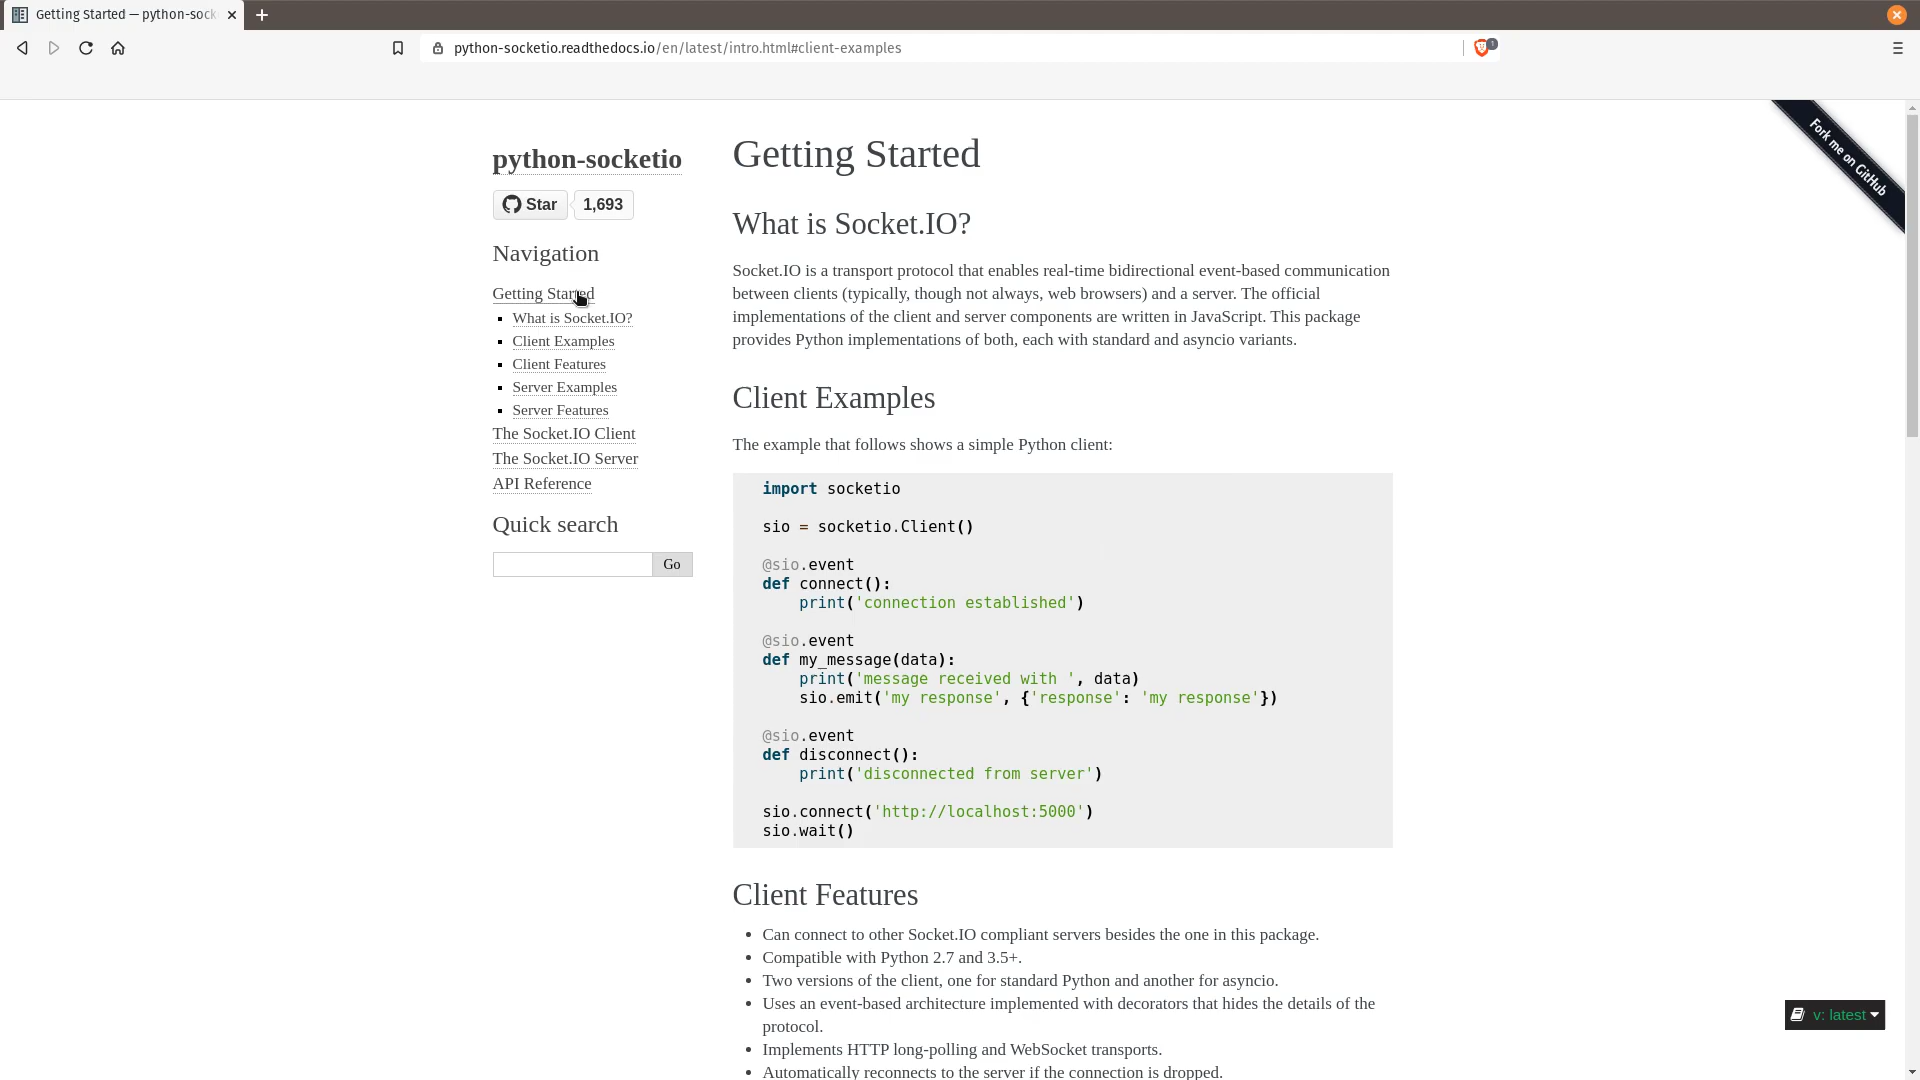 Getting Started — python-sock
python-socketio.readthedocs.io/en/latest/intro.html#client-examples
1
Fork me on GitHub
python-socketio
Star 1,693
Navigation
Getting Started
What is Socket.IO?
Client Examples
Client Features
Server Examples
Server Features
The Socket.IO Client
The Socket.IO Server
API Reference
Quick search
Go
Getting Started
What is Socket.IO?
Socket.IO is a transport protocol that enables real-time bidirectional event-based communication
between clients (typically, though not always, web browsers) and a server. The official
implementations of the client and server components are written in JavaScript. This package
provides Python implementations of both, each with standard and asyncio variants.
Client Examples
The example that follows shows a simple Python client:
import socketio
sio = socketio.Client()
@sio.event
def connect():
    print('connection established')
@sio.event
def my_message(data):
    print('message received with ', data)
    sio.emit('my response', {'response': 'my response'})
@sio.event
def disconnect():
    print('disconnected from server')
sio.connect('http://localhost:5000')
sio.wait()
Client Features
Can connect to other Socket.IO compliant servers besides the one in this package.
Compatible with Python 2.7 and 3.5+.
Two versions of the client, one for standard Python and another for asyncio.
Uses an event-based architecture implemented with decorators that hides the details of the
protocol.
Implements HTTP long-polling and WebSocket transports.
Automatically reconnects to the server if the connection is dropped.
v: latest